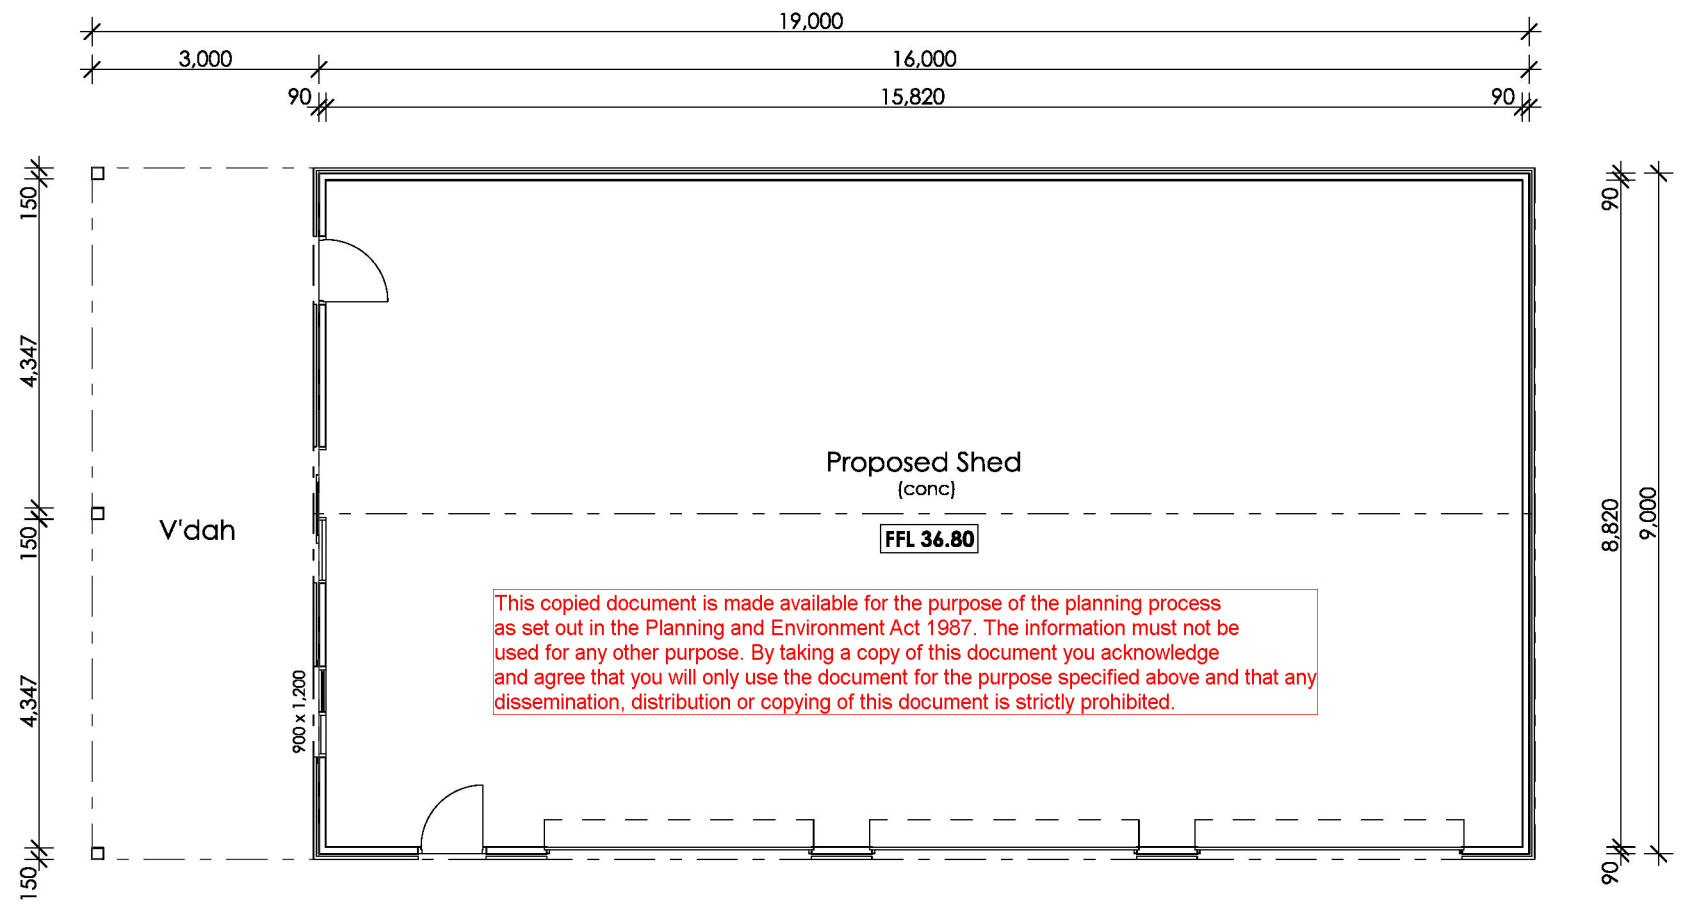 19,000
3,000
16,000
90
15,820
90
150
90
4,347
Proposed Shed
(conc)
V'dah
150
FFL 36.80
8,820
9,000
This copied document is made available for the purpose of the planning process
as set out in the Planning and Environment Act 1987. The information must not be
used for any other purpose. By taking a copy of this document you acknowledge
and agree that you will only use the document for the purpose specified above and that any
dissemination, distribution or copying of this document is strictly prohibited.
4,347
900 x 1,200
150
90